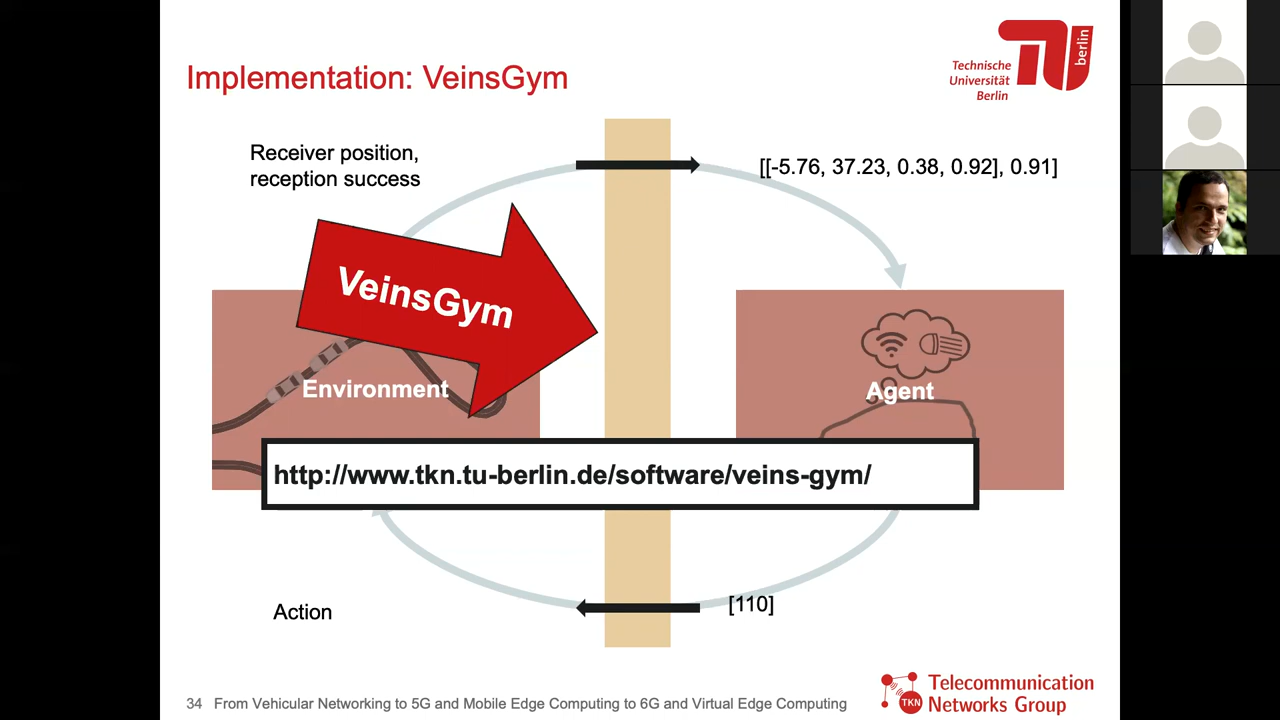 Implementation: VeinsGym
Technische
Universität
Berlin
berlin
Receiver position,
reception success
[[-5.76, 37.23, 0.38, 0.92], 0.91]
VeinsGym
Environment
Agent
http://www.tkn.tu-berlin.de/software/veins-gym/
Action
[110]
34 From Vehicular Networking to 5G and Mobile Edge Computing to 6G and Virtual Edge Computing
TKN
Telecommunication
Networks Group